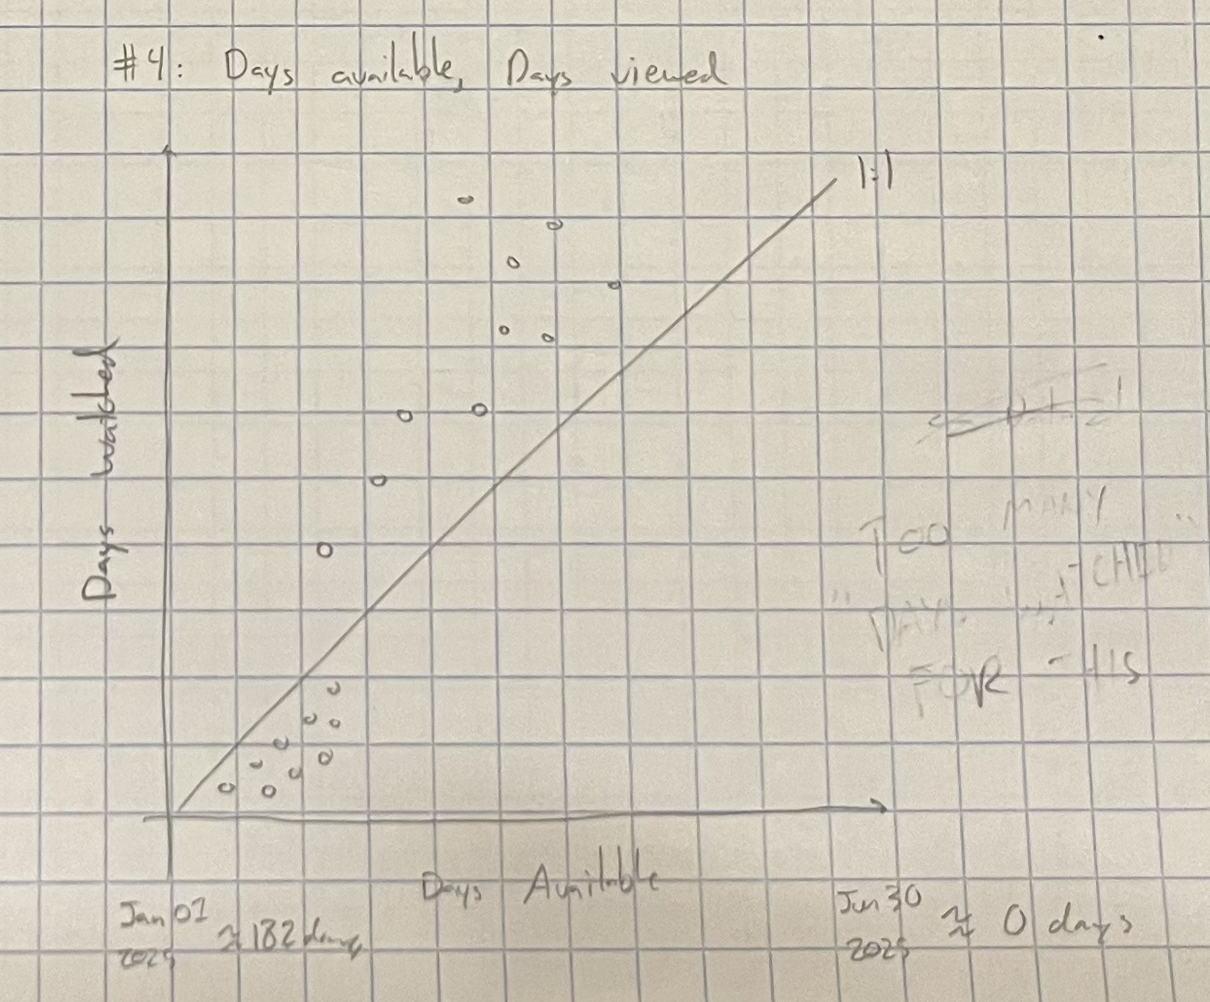 #4: Days available, Days viewed
1:1
Days watched
TOO MANY
"DAYS WATCHED"
FOR THIS
Days Available
Jan 01
2025
≈ 182 days
Jun 30
2025
≈ 0 days